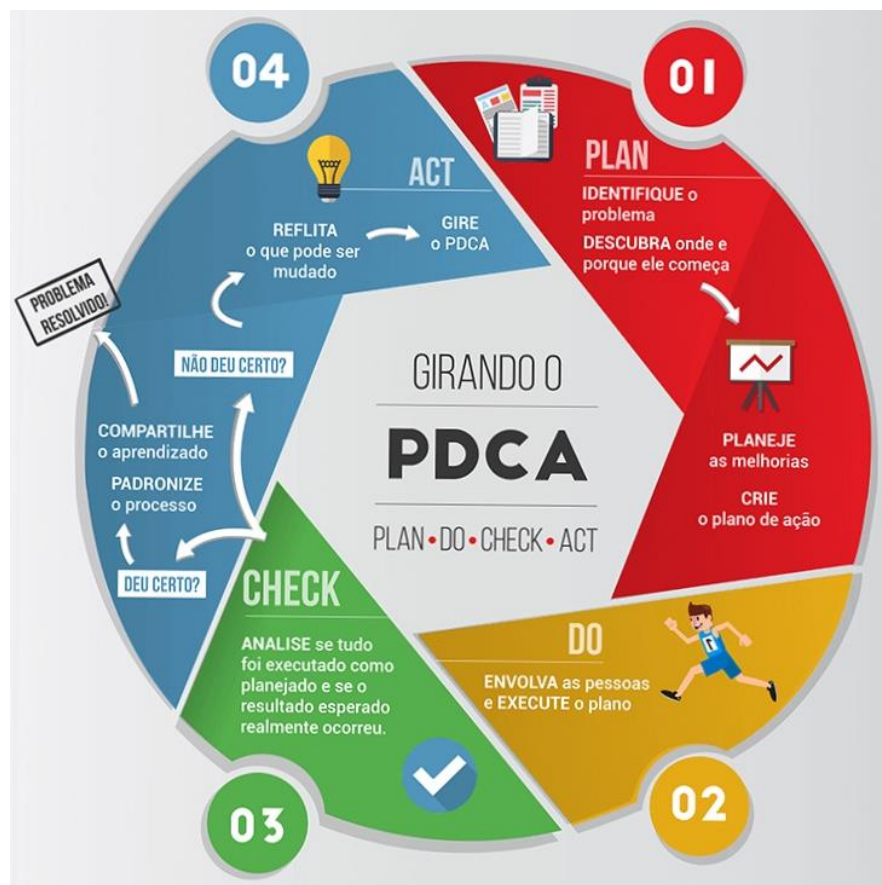 01
PLAN
IDENTIFIQUE o
problema
DESCUBRA onde e
porque ele começa
PLANEJE
as melhorias
CRIE
o plano de ação
02
DO
ENVOLVA as pessoas
e EXECUTE o plano
03
CHECK
ANALISE se tudo
foi executado como
planejado e se o
resultado esperado
realmente ocorreu.
04
ACT
DEU CERTO?
PADRONIZE
o processo
COMPARTILHE
o aprendizado
PROBLEMA
RESOLVIDO!
NÃO DEU CERTO?
REFLITA
o que pode ser
mudado
GIRE
o PDCA
GIRANDO O
PDCA
PLAN•DO•CHECK•ACT
1